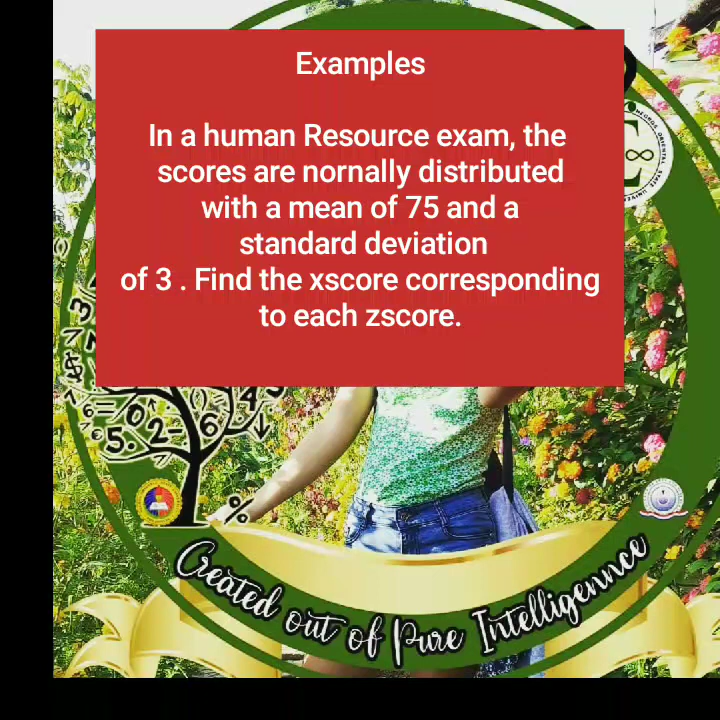 Examples
In a human Resource exam, the
scores are nornally distributed
with a mean of 75 and a
standard deviation
of 3 . Find the xscore corresponding
to each zscore.
Created out of Pure Intelligennce